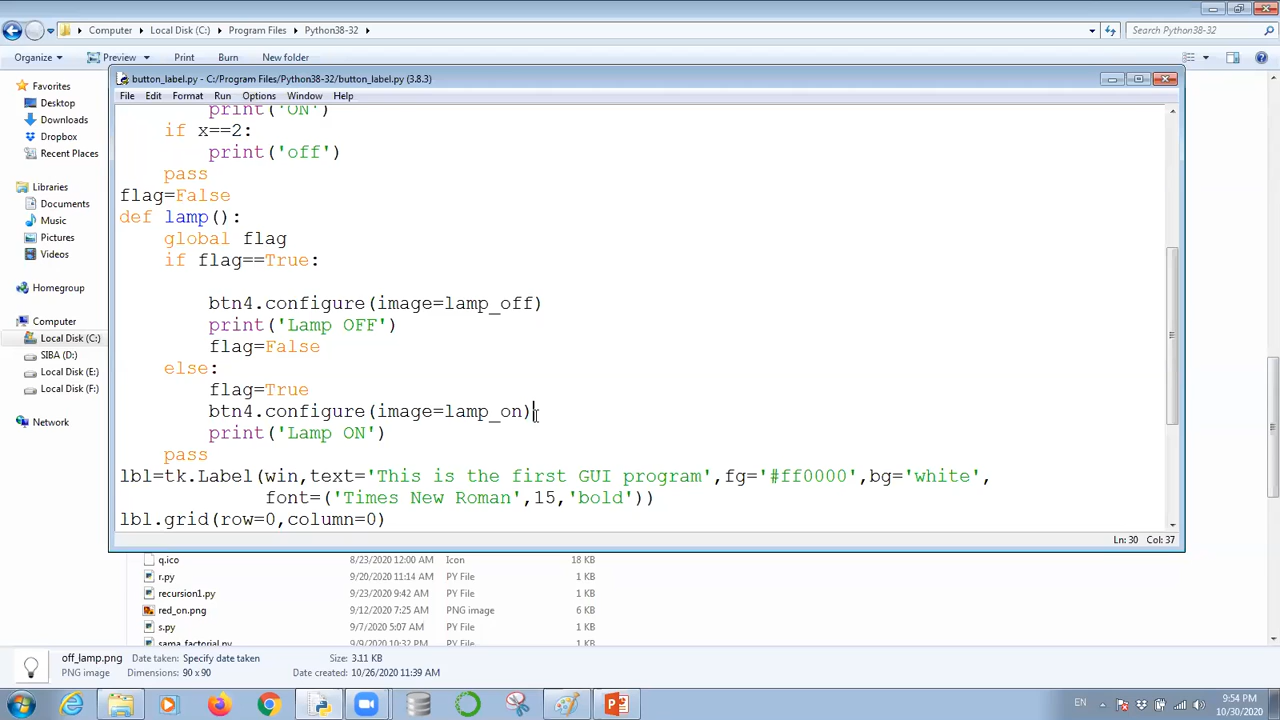 Computer Local Disk (C:) Program Files Python38-32
Search Python38-32
Organize Preview Print Burn New folder
button_label.py - C:/Program Files/Python38-32/button_label.py (3.8.3)
File Edit Format Run Options Window Help
Favorites
Desktop
Downloads
Dropbox
Recent Places
Libraries
Documents
Music
Pictures
Videos
Homegroup
Computer
Local Disk (C:)
SIBA (D:)
Local Disk (E:)
Local Disk (F:)
Network
print('ON')
if x==2:
print('off')
pass
flag=False
def lamp():
global flag
if flag==True:
btn4.configure(image=lamp_off)
print('Lamp OFF')
flag=False
else:
flag=True
btn4.configure(image=lamp_on)
print('Lamp ON')
pass
lbl=tk.Label(win,text='This is the first GUI program',fg='#ff0000',bg='white',
font=('Times New Roman',15,'bold'))
lbl.grid(row=0,column=0)
Ln: 30 Col: 37
q.ico 8/23/2020 12:00 AM Icon 18 KB
r.py 9/20/2020 11:14 AM PY File 1 KB
recursion1.py 9/23/2020 9:42 AM PY File 1 KB
red_on.png 9/12/2020 7:25 AM PNG image 6 KB
s.py 9/7/2020 5:07 AM PY File 1 KB
sama_factorial.py 9/9/2020 10:32 PM PY File 1 KB
off_lamp.png Date taken: Specify date taken Size: 3.11 KB
PNG image Dimensions: 90 x 90 Date created: 10/26/2020 11:39 AM
EN
9:54 PM
10/30/2020